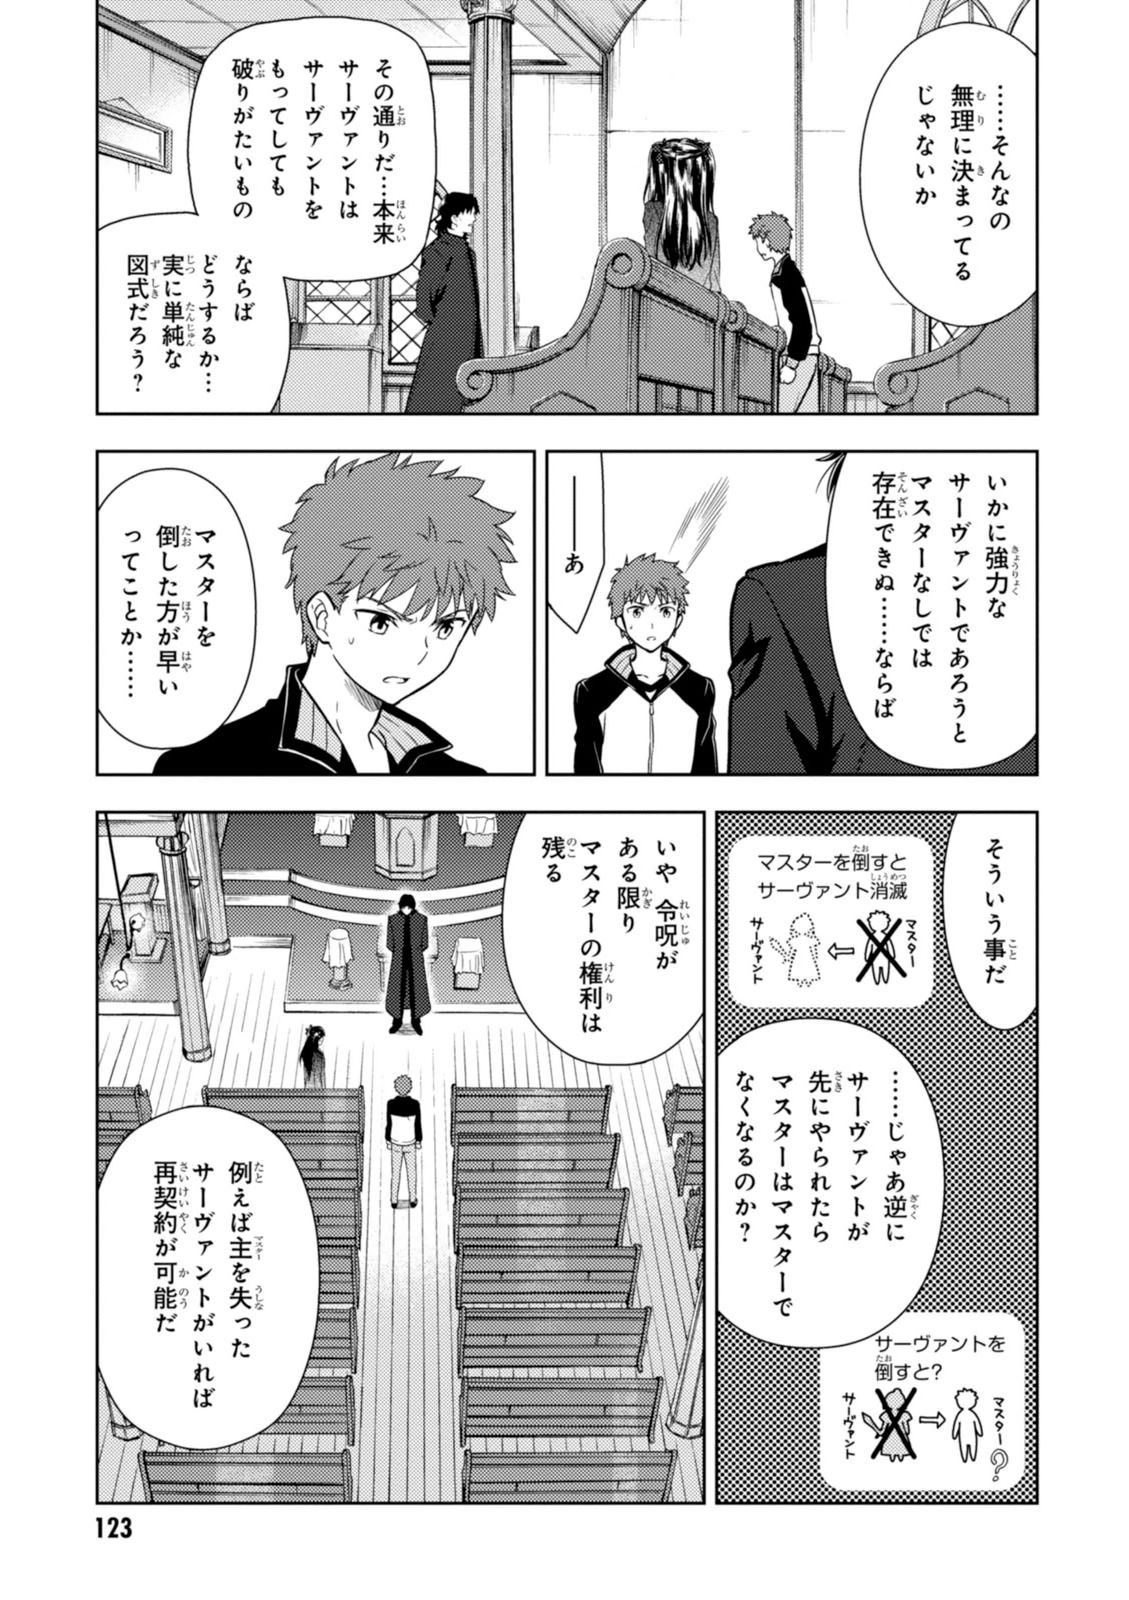 ……そんなの
無理に決まってる
じゃないか
その通りだ…本来
サーヴァントは
サーヴァントを
もってしても
破りがたいもの
ならば
どうするか…
実に単純な
図式だろう？
いかに強力な
サーヴァントであろうと
マスターなしでは
存在できぬ……ならば
――あ
マスターを
倒した方が早い
ってことか……
そういう事だ
マスターを倒すと
サーヴァント消滅
マスター
サーヴァント
……じゃあ逆に
サーヴァントが
先にやられたら
マスターはマスターで
なくなるのか？
サーヴァントを
倒すと？
マスター？
サーヴァント
いや 令呪が
ある限り
マスターの権利は
残る
例えば主を失った
サーヴァントがいれば
再契約が可能だ
123